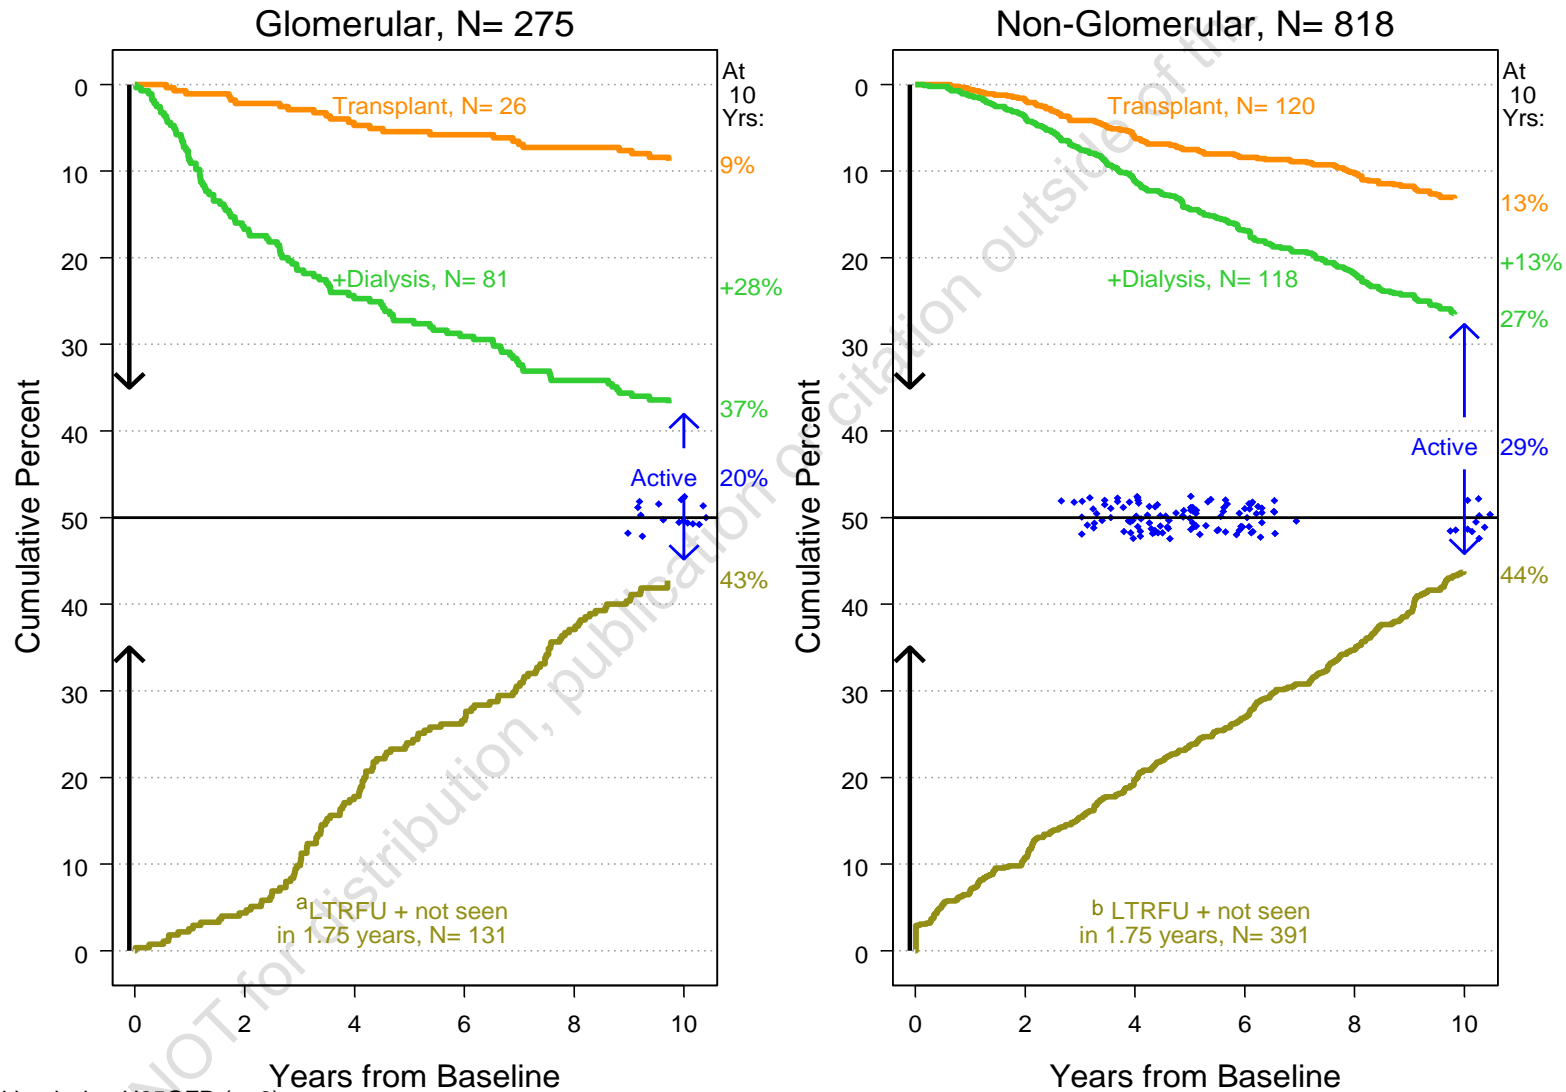 Glomerular, N= 275
At
10
Yrs:
0
10
20
30
40
50
40
30
20
10
0
Cumulative Percent
Transplant, N= 26
+Dialysis, N= 81
Active
a LTRFU + not seen
in 1.75 years, N= 131
9%
+28%
37%
20%
43%
0 2 4 6 8 10
Years from Baseline
Non-Glomerular, N= 818
At
10
Yrs:
0
10
20
30
40
50
40
30
20
10
0
Cumulative Percent
Transplant, N= 120
+Dialysis, N= 118
Active
b LTRFU + not seen
in 1.75 years, N= 391
13%
+13%
27%
29%
44%
0 2 4 6 8 10
Years from Baseline
NOT for distribution, publication or citation outside of